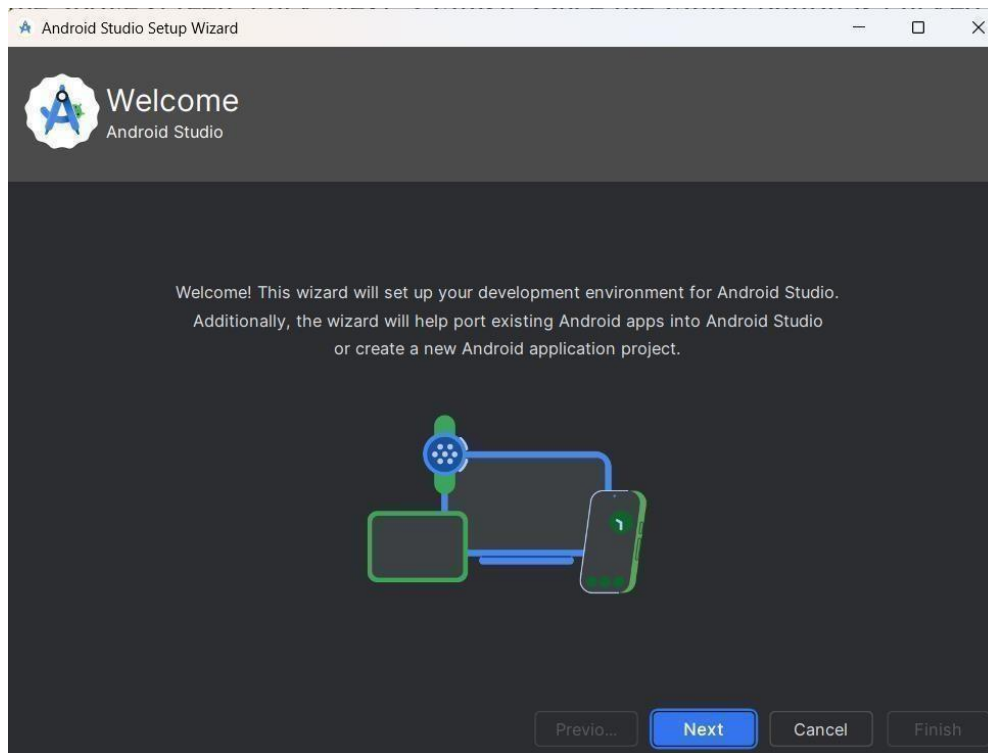 Android Studio Setup Wizard
Welcome
Android Studio
Welcome! This wizard will set up your development environment for Android Studio.
Additionally, the wizard will help port existing Android apps into Android Studio
or create a new Android application project.
Previo... Next Cancel Finish